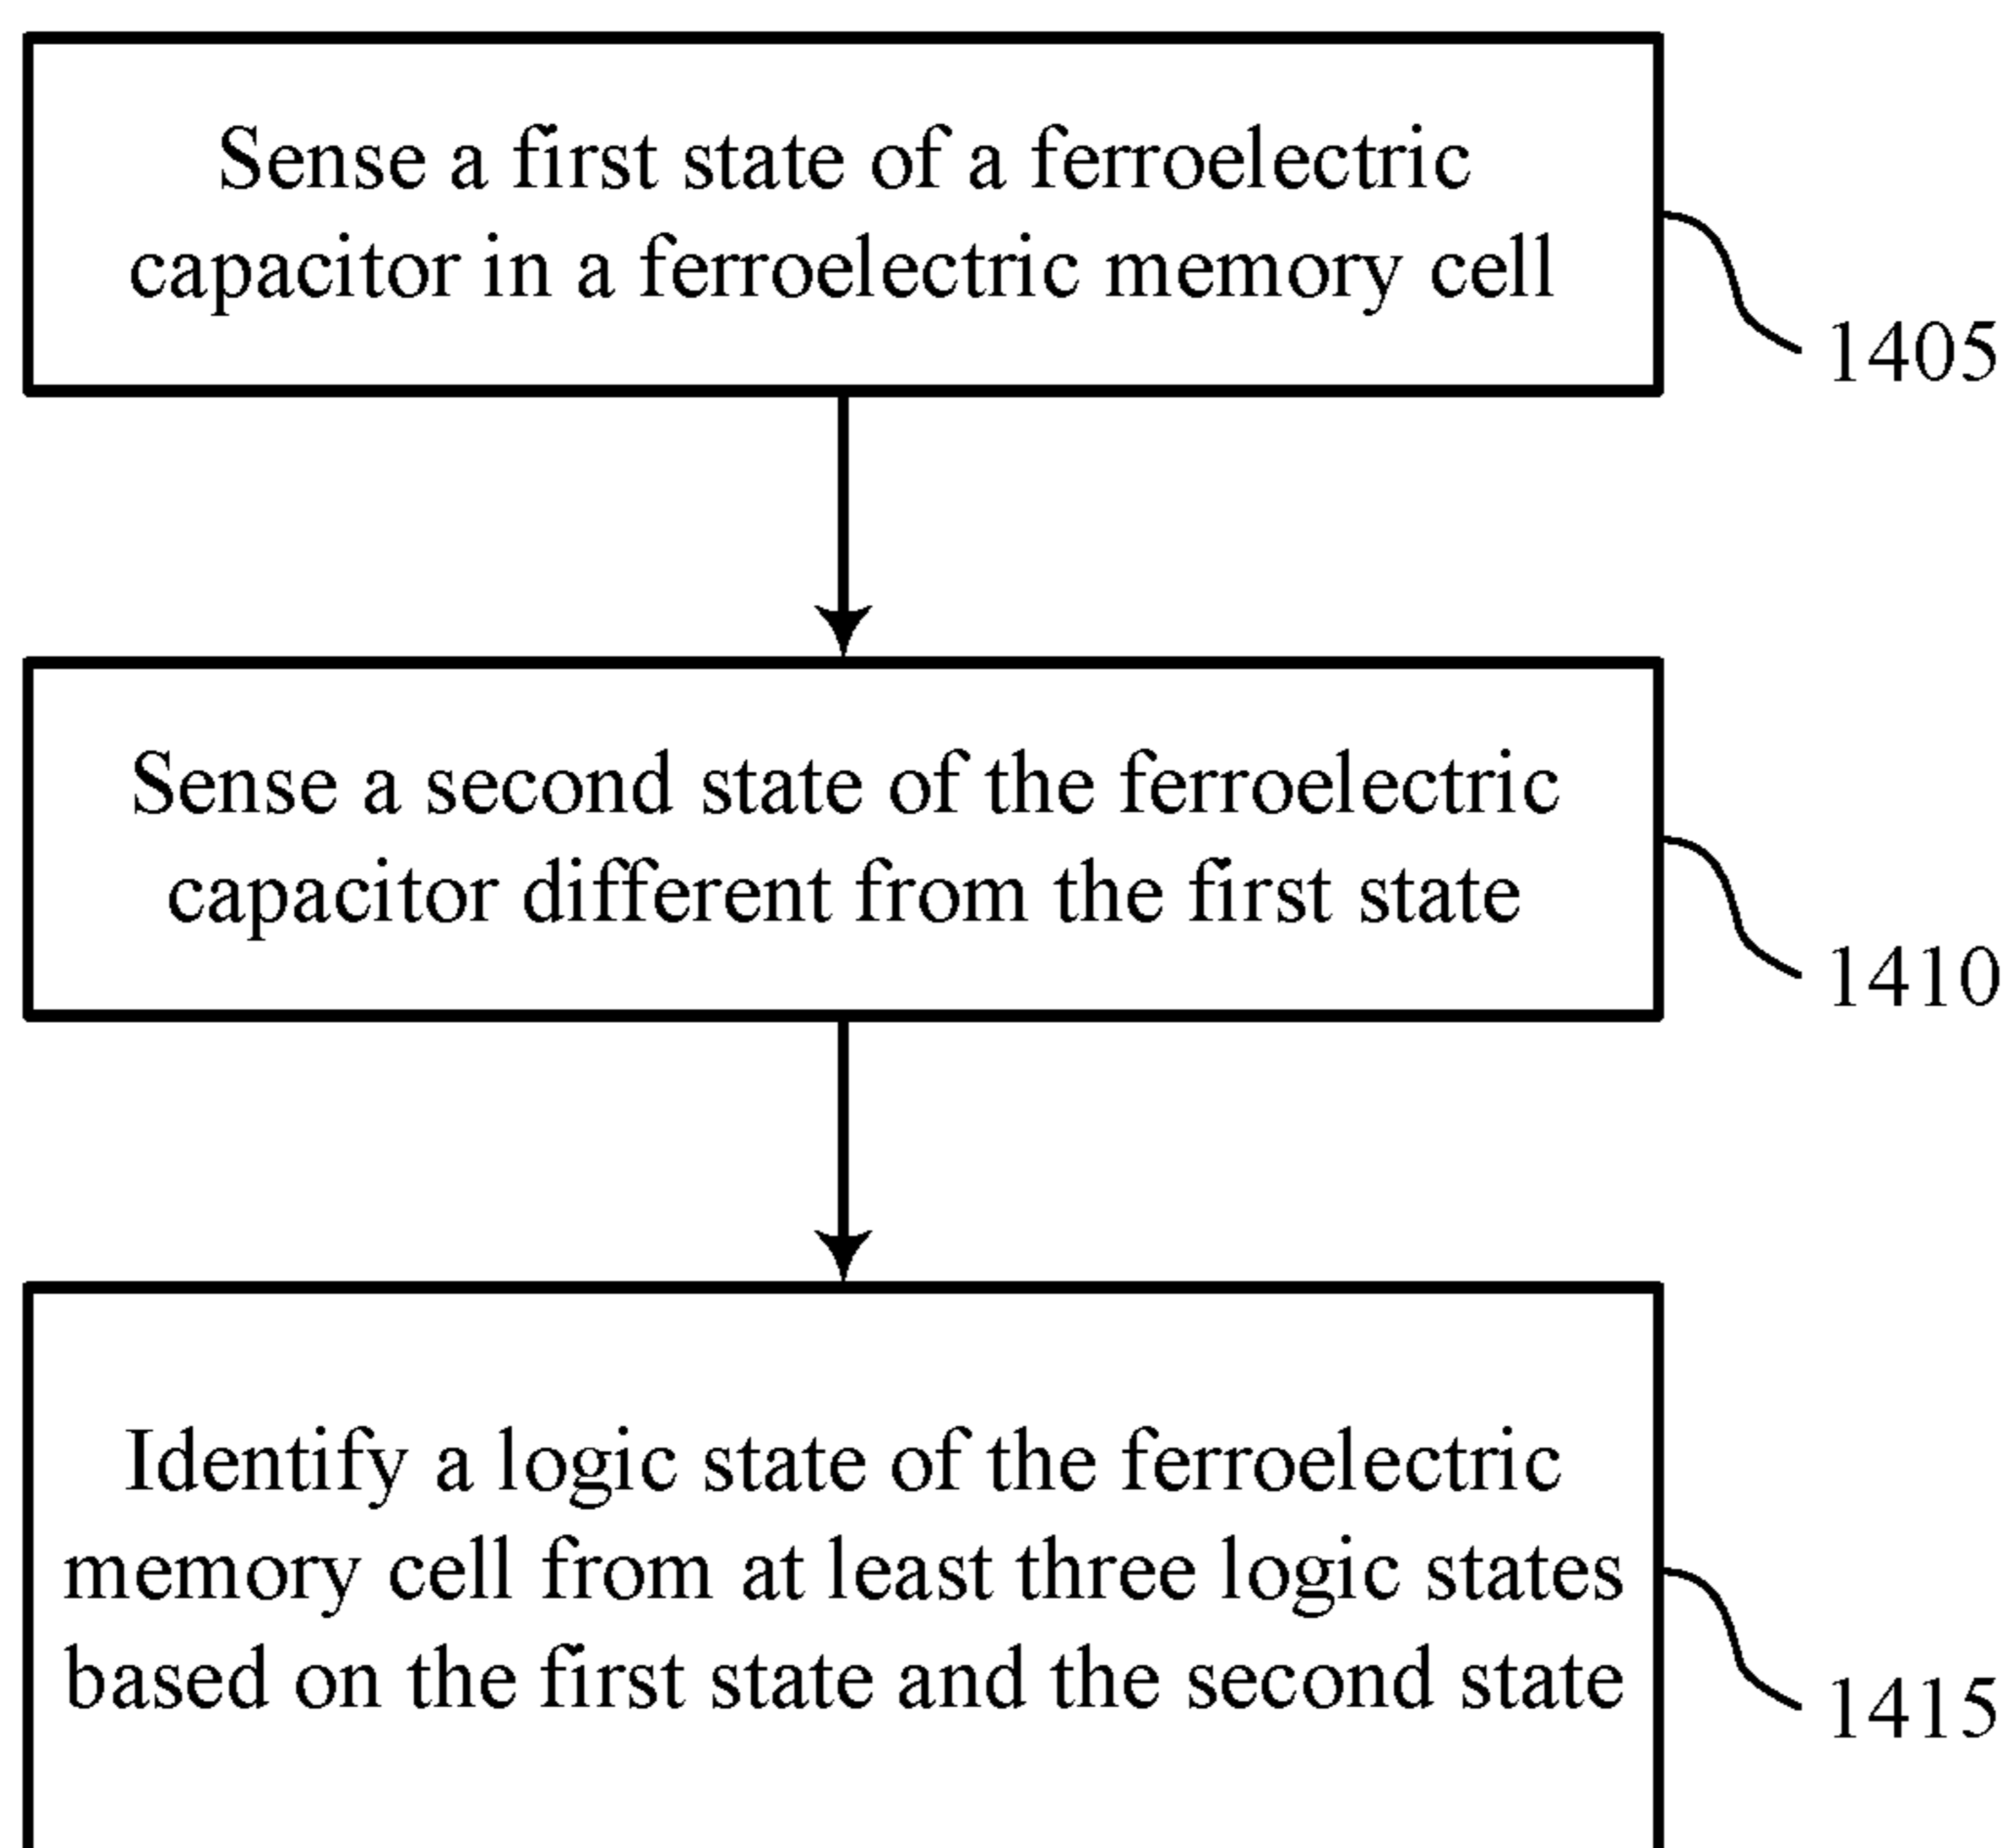 Sense a first state of a ferroelectric
capacitor in a ferroelectric memory cell
1405
Sense a second state of the ferroelectric
capacitor different from the first state
1410
Identify a logic state of the ferroelectric
memory cell from at least three logic states
based on the first state and the second state
1415